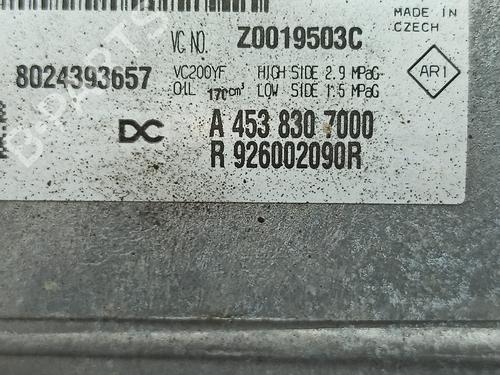 VC NO. Z0019503C
MADE IN
CZECH
8024393657
VC200YF HIGH SIDE 2.9 MPaG
OIL 170cm³ LOW SIDE 1.5 MPaG
AR1
DC
A 453 830 7000
R 926002090R
B-PARTS